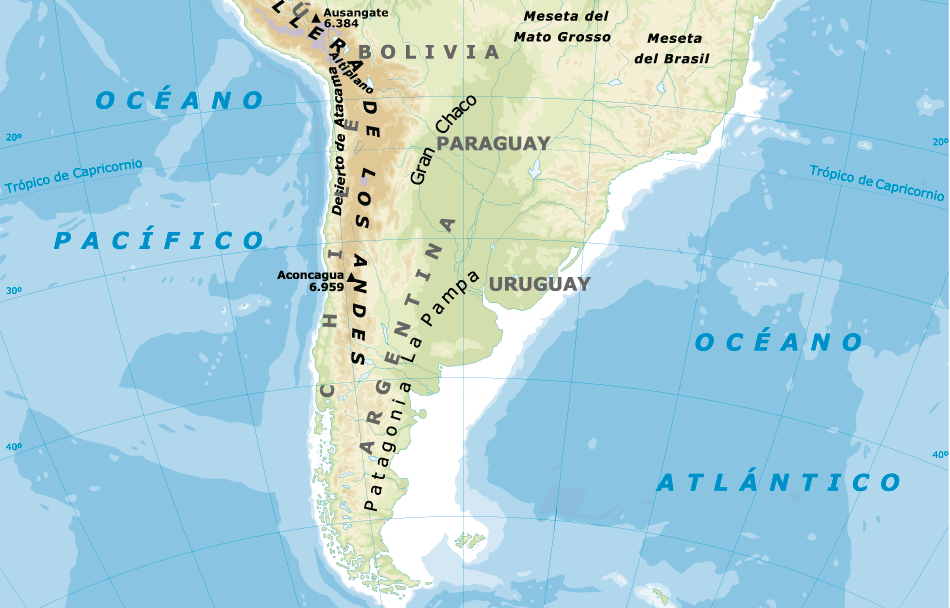 Ausangate
6.384
Ú
LLERA DE LOS ANDES
BOLIVIA
Meseta del
Mato Grosso
Meseta
del Brasil
Altiplano
OCÉANO
Desierto de Atacama
Gran Chaco
PARAGUAY
20º
20º
Trópico de Capricornio
Trópico de Capricornio
PACÍFICO
CHILE
ARGENTINA
Aconcagua
6.959
La Pampa
URUGUAY
30º
OCÉANO
Patagonia
40º
40º
ATLÁNTICO